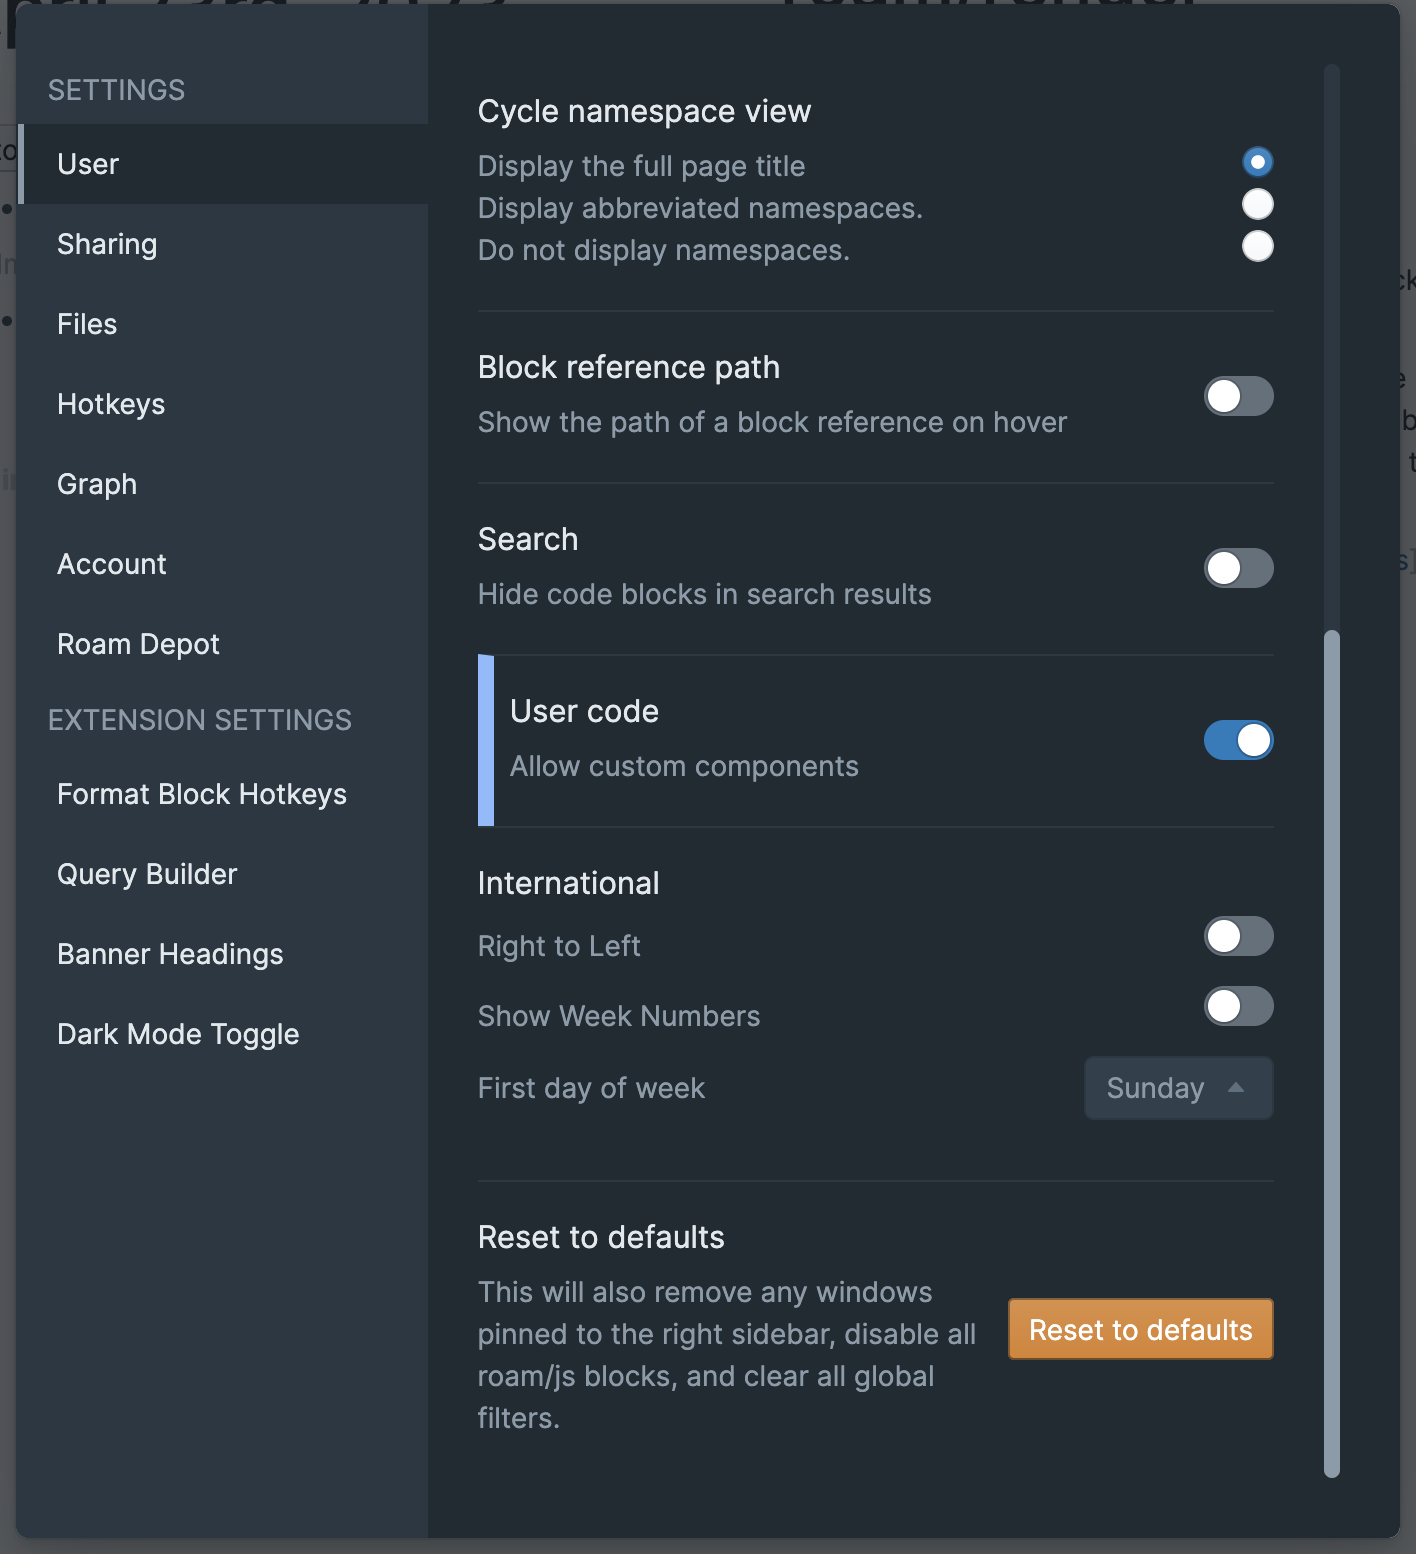 SETTINGS
User
Sharing
Files
Hotkeys
Graph
Account
Roam Depot
EXTENSION SETTINGS
Format Block Hotkeys
Query Builder
Banner Headings
Dark Mode Toggle
Cycle namespace view
Display the full page title
Display abbreviated namespaces.
Do not display namespaces.
Block reference path
Show the path of a block reference on hover
Search
Hide code blocks in search results
User code
Allow custom components
International
Right to Left
Show Week Numbers
First day of week
Sunday
Reset to defaults
This will also remove any windows
pinned to the right sidebar, disable all
roam/js blocks, and clear all global
filters.
Reset to defaults